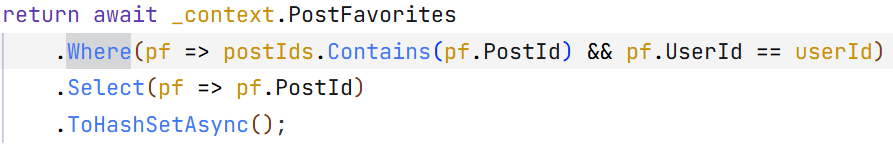 return await _context.PostFavorites
.Where(pf => postIds.Contains(pf.PostId) && pf.UserId == userId)
.Select(pf => pf.PostId)
.ToHashSetAsync();